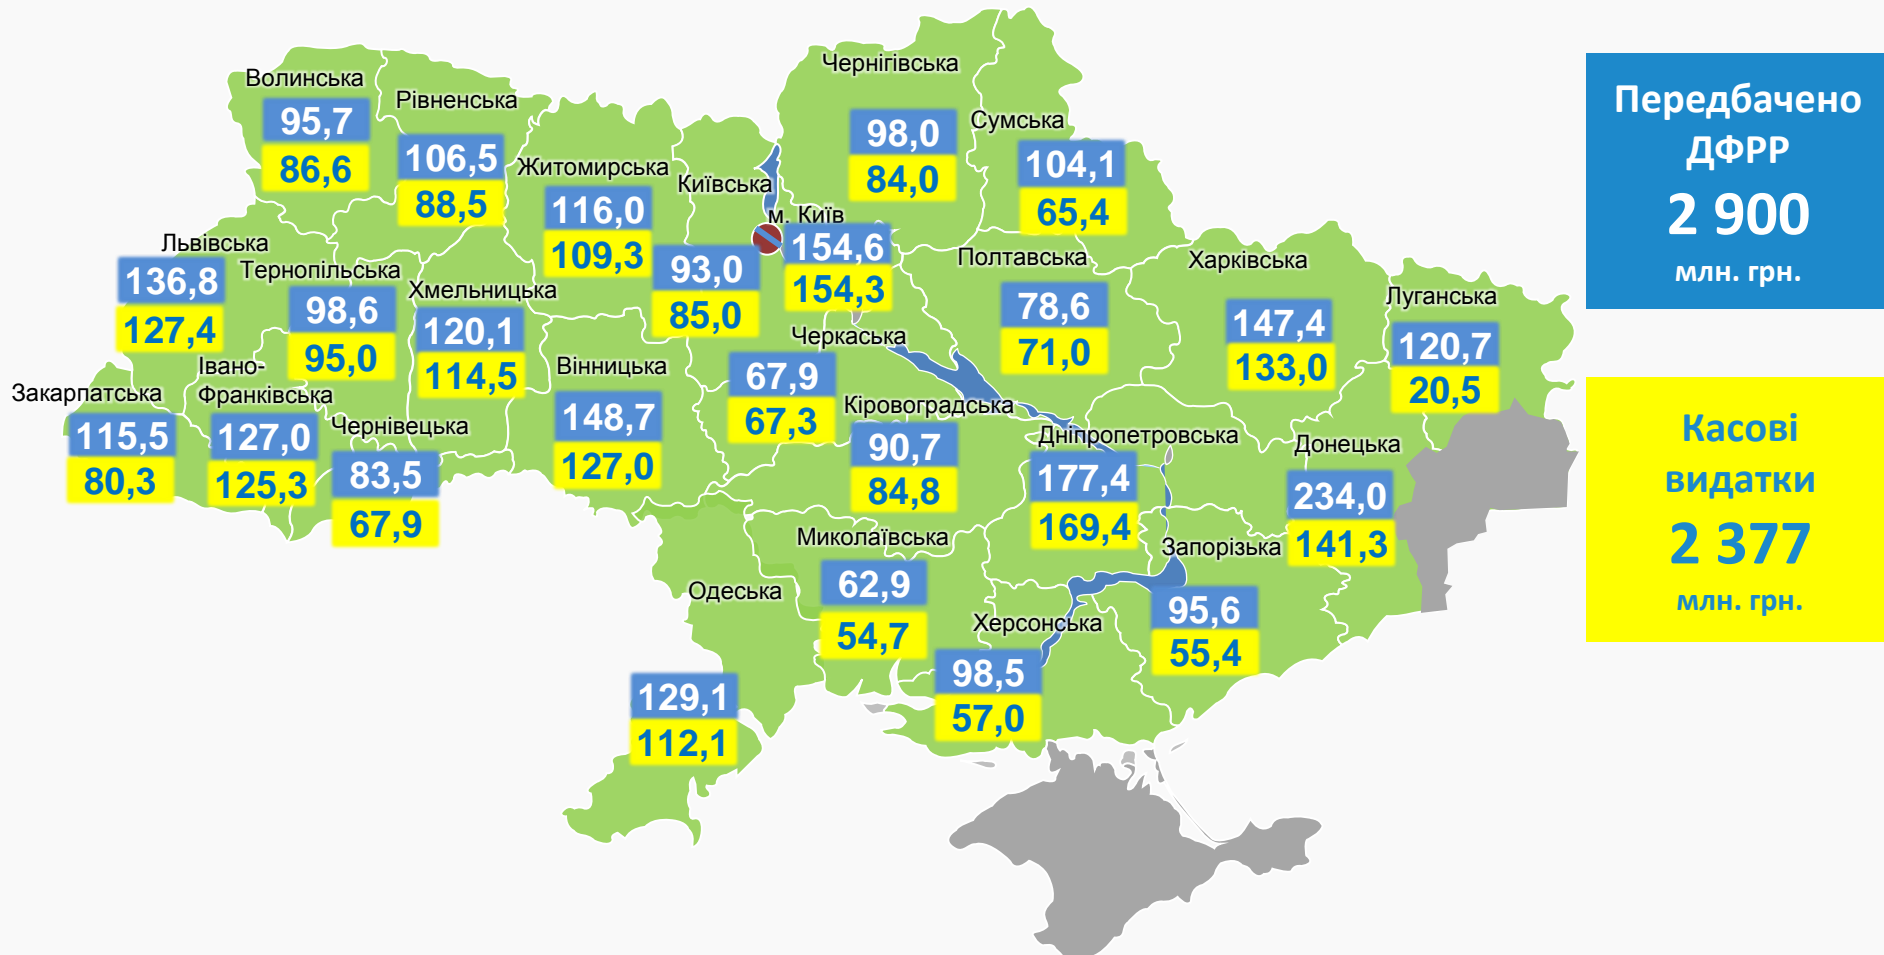 Волинська
95,7
86,6
Рівненська
106,5
88,5
Житомирська
116,0
109,3
Київська
93,0
85,0
м. Київ
154,6
154,3
Чернігівська
98,0
84,0
Сумська
104,1
65,4
Львівська
136,8
127,4
Тернопільська
98,6
95,0
Хмельницька
120,1
114,5
Вінницька
148,7
127,0
Черкаська
67,9
67,3
Полтавська
78,6
71,0
Харківська
147,4
133,0
Луганська
120,7
20,5
Закарпатська
115,5
80,3
Івано-
Франківська
127,0
125,3
Чернівецька
83,5
67,9
Кіровоградська
90,7
84,8
Дніпропетровська
177,4
169,4
Донецька
234,0
141,3
Миколаївська
62,9
54,7
Одеська
129,1
112,1
Херсонська
98,5
57,0
Запорізька
95,6
55,4
Передбачено
ДФРР
2 900
млн. грн.
Касові
видатки
2 377
млн. грн.